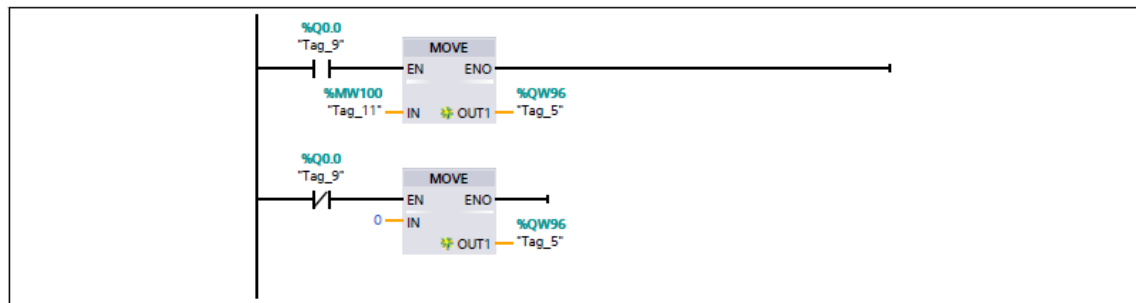 %Q0.0
"Tag_9"
MOVE
EN ENO
%MW100 %QW96
"Tag_11" IN OUT1 "Tag_5"
%Q0.0
"Tag_9"
MOVE
EN ENO
0 IN
%QW96
OUT1 "Tag_5"